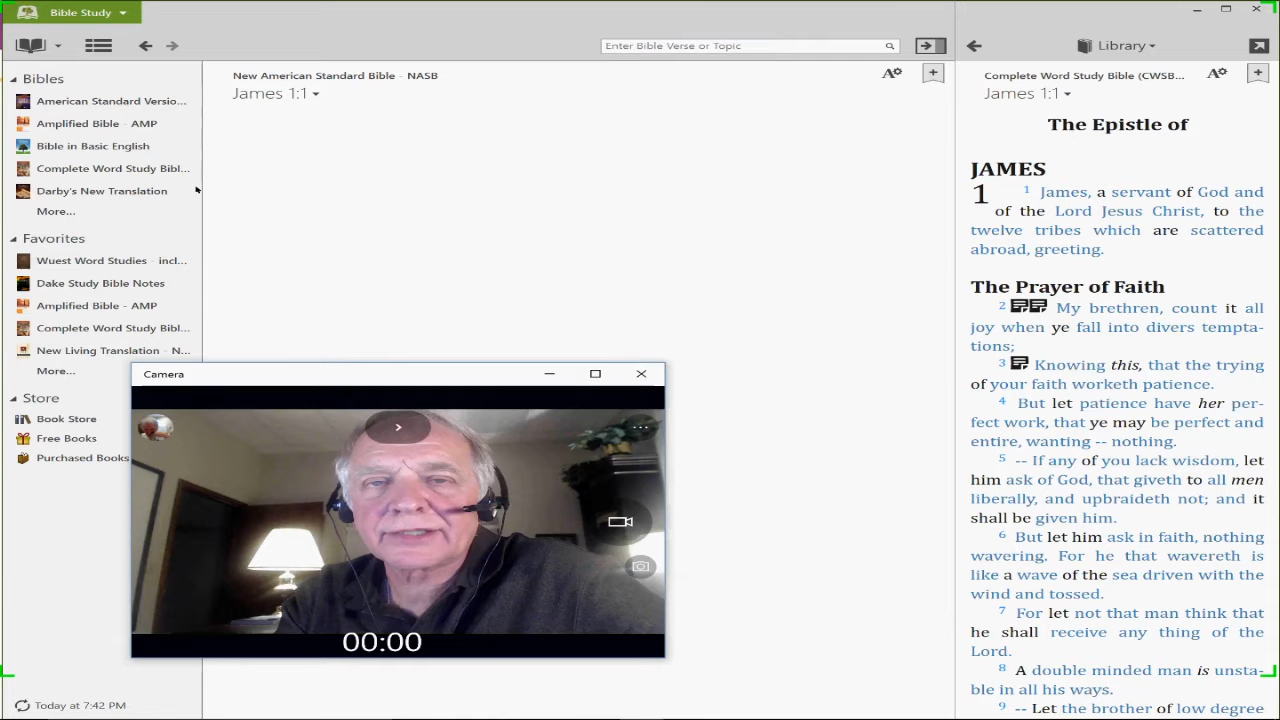 Bible Study
Enter Bible Verse or Topic
Library
Bibles
American Standard Versio...
Amplified Bible - AMP
Bible in Basic English
Complete Word Study Bibl...
Darby's New Translation
More...
Favorites
Wuest Word Studies - incl...
Dake Study Bible Notes
Amplified Bible - AMP
Complete Word Study Bibl...
New Living Translation - N...
More...
Store
Book Store
Free Books
Purchased Books
Today at 7:42 PM
New American Standard Bible - NASB
James 1:1
Camera
00:00
Complete Word Study Bible (CWSB...
James 1:1
The Epistle of
JAMES
1 1 James, a servant of God and
of the Lord Jesus Christ, to the
twelve tribes which are scattered
abroad, greeting.
The Prayer of Faith
2 My brethren, count it all
joy when ye fall into divers tempta-
tions;
3 Knowing this, that the trying
of your faith worketh patience.
4 But let patience have her per-
fect work, that ye may be perfect and
entire, wanting -- nothing.
5 -- If any of you lack wisdom, let
him ask of God, that giveth to all men
liberally, and upbraideth not; and it
shall be given him.
6 But let him ask in faith, nothing
wavering. For he that wavereth is
like a wave of the sea driven with the
wind and tossed.
7 For let not that man think that
he shall receive any thing of the
Lord.
8 A double minded man is unsta-
ble in all his ways.
9 -- Let the brother of low degree